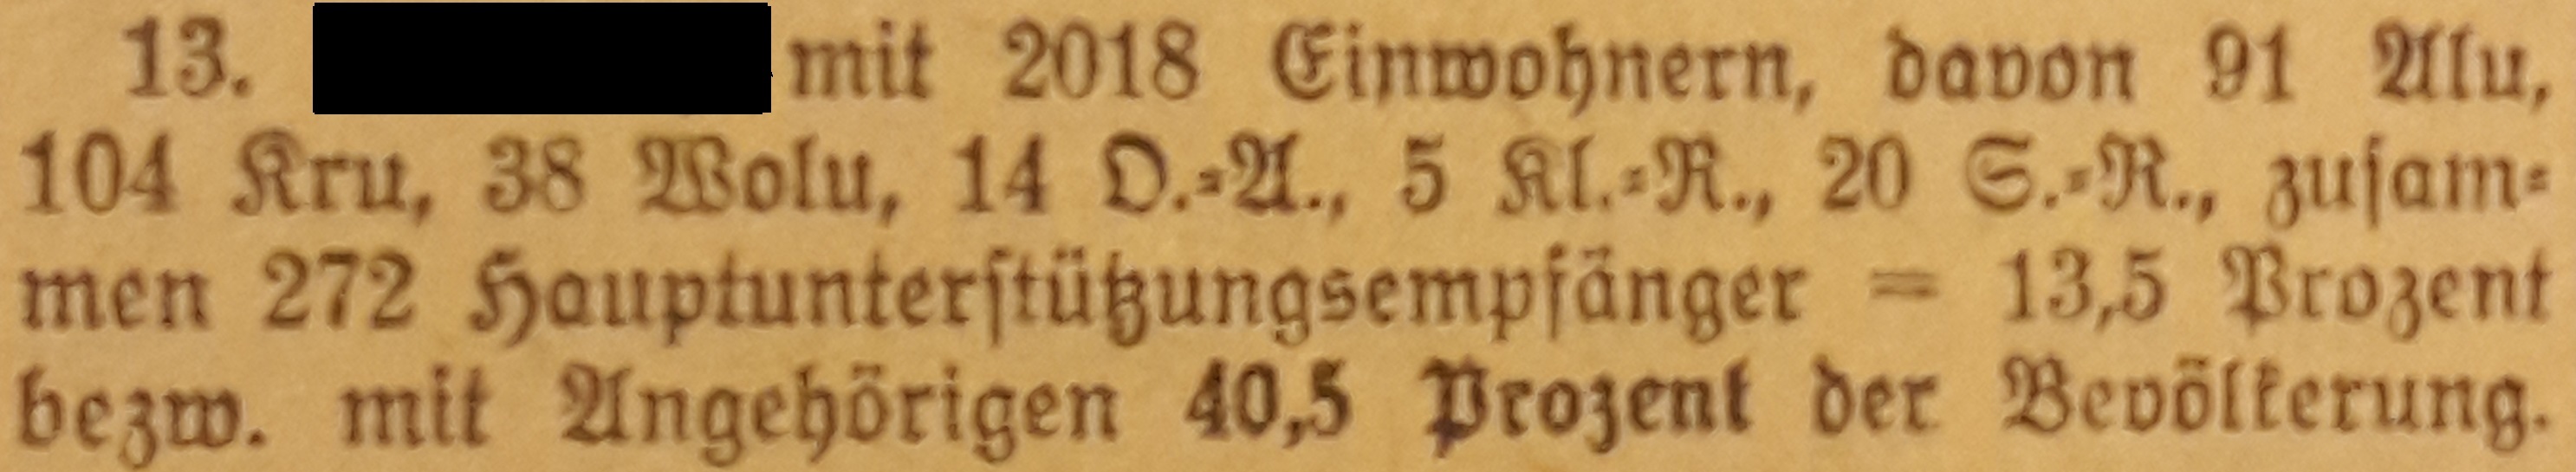 13. mit 2018 Einwohnern, davon 91 Alu,
104 Kru, 38 Wolu, 14 O.-A., 5 Kl.-R., 20 S.-R., zusam-
men 272 Hauptunterstützungsempfänger = 13,5 Prozent
bezw. mit Angehörigen 40,5 Prozent der Bevölkerung.